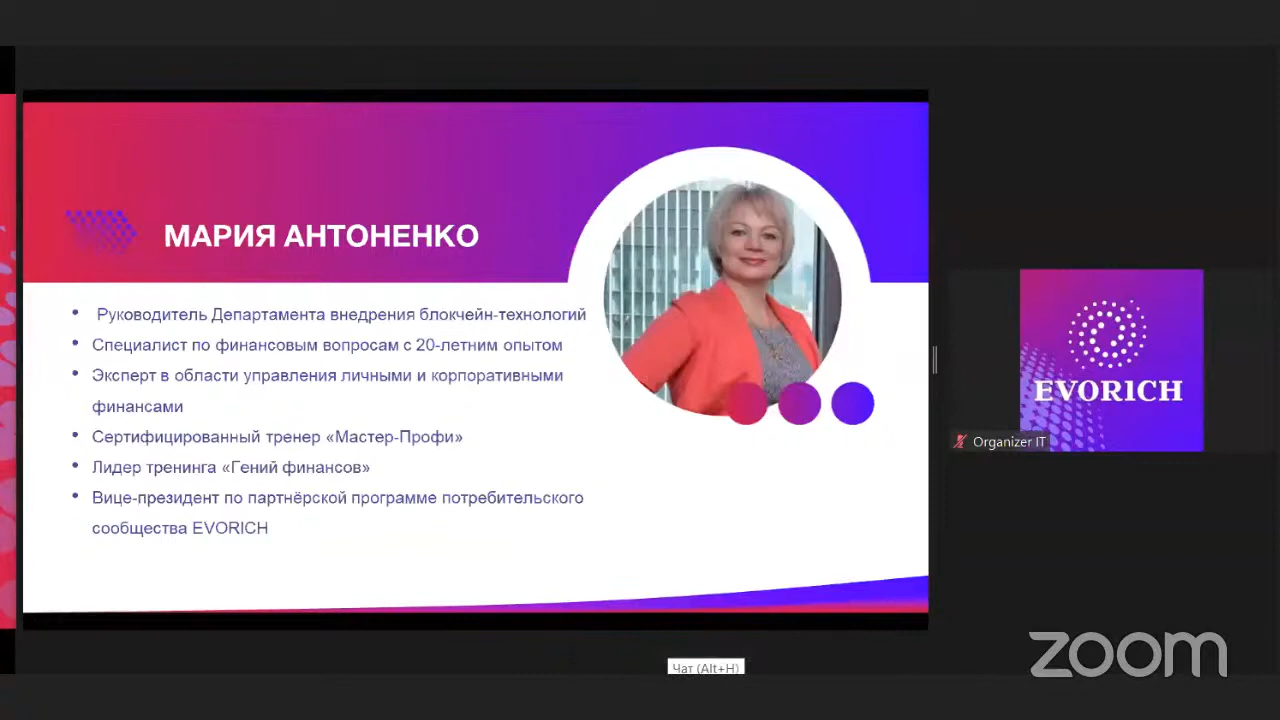 МАРИЯ АНТОНЕНКО
• Руководитель Департамента внедрения блокчейн-технологий
• Специалист по финансовым вопросам с 20-летним опытом
• Эксперт в области управления личными и корпоративными
финансами
• Сертифицированный тренер «Мастер-Профи»
• Лидер тренинга «Гений финансов»
• Вице-президент по партнёрской программе потребительского
сообщества EVORICH
EVORICH
Organizer IT
zoom
Чат (Alt+H)